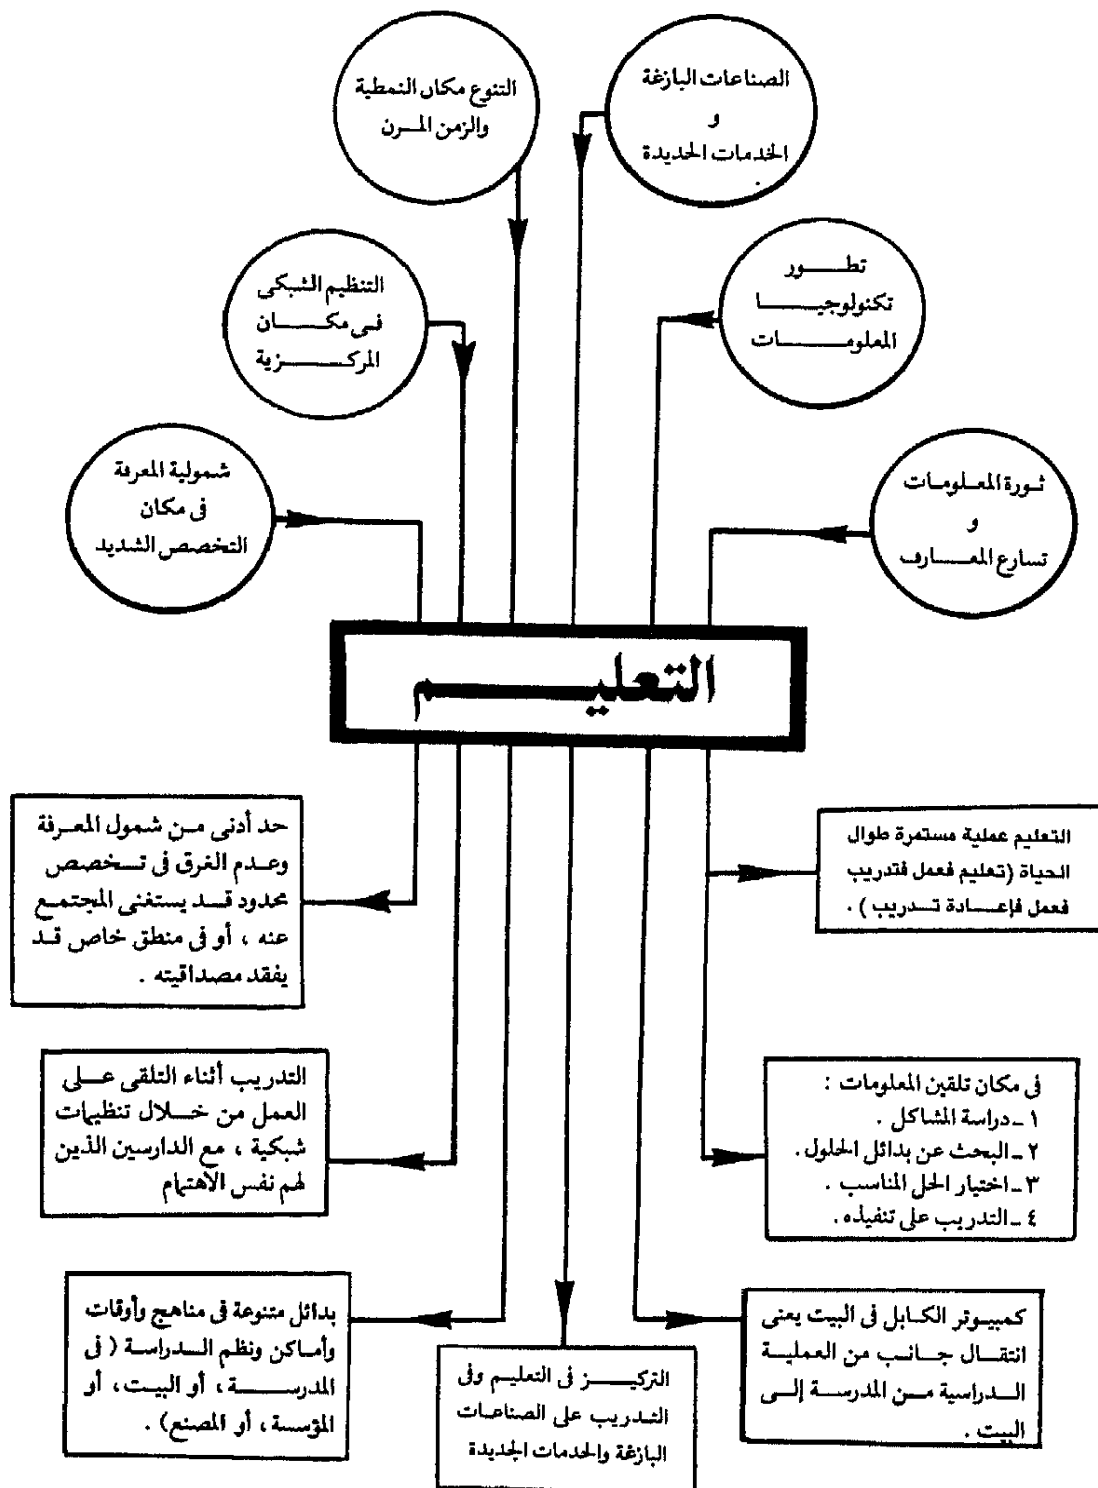 الصناعات البازغة
و
الخدمات الجديدة
التنوع مكان النمطية
والزمن المرن
تطور
تكنولوجيا
المعلومات
التنظيم الشبكى
فى مكان
المركزية
ثورة المعلومات
و
تسارع المعارف
شمولية المعرفة
فى مكان
التخصص الشديد
التعليم
التعليم عملية مستمرة طوال
الحياة (تعليم فعمل فتدريب
فعمل فإعادة تدريب) .
حد أدنى من شمول المعرفة
وعدم الغرق فى تخصص
محدود قد يستغنى المجتمع
عنه ، أو فى منطق خاص قد
يفقد مصداقيته .
فى مكان تلقين المعلومات :
١ ـ دراسة المشاكل .
٢ ـ البحث عن بدائل الحلول .
٣ ـ اختيار الحل المناسب .
٤ ـ التدريب على تنفيذه .
التدريب أثناء التلقى على
العمل من خلال تنظيمات
شبكية ، مع الدارسين الذين
لهم نفس الاهتمام
كمبيوتر الكابل فى البيت يعنى
انتقال جانب من العملية
الدراسية من المدرسة إلى
البيت .
التركيز فى التعليم وفى
التدريب على الصناعات
البازغة والخدمات الجديدة
بدائل متنوعة فى مناهج وأوقات
وأماكن ونظم الدراسة ( فى
المدرسة ، أو البيت ، أو
المؤسسة ، أو المصنع) .